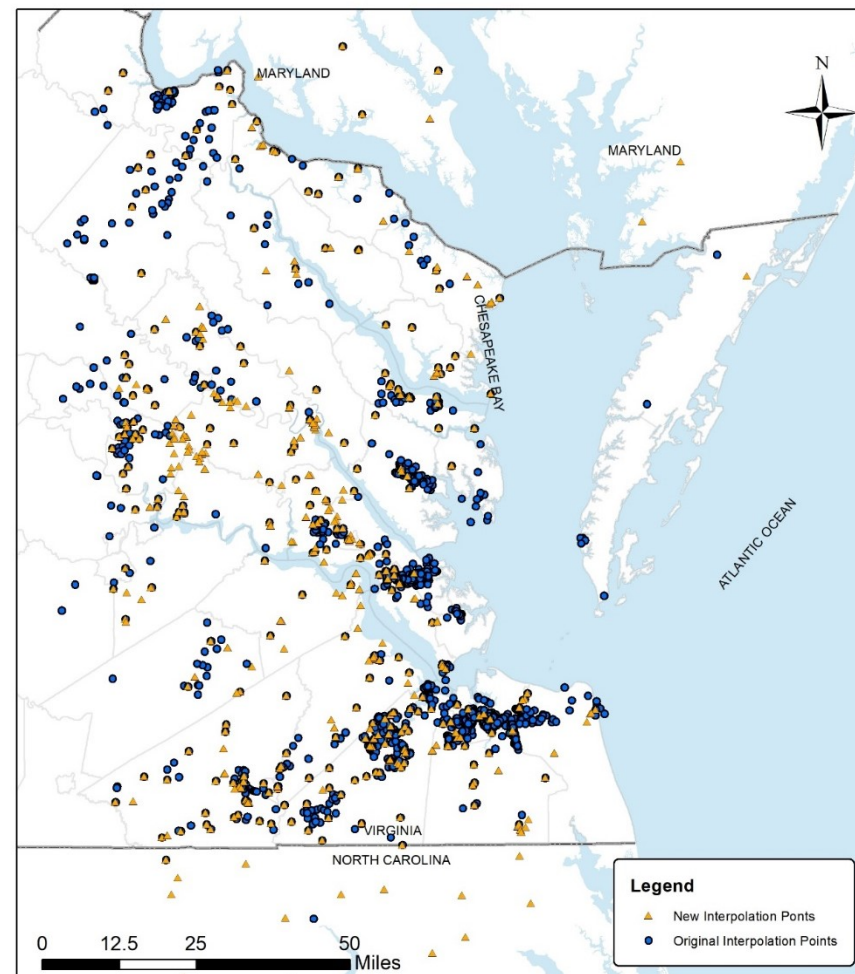 MARYLAND
N
MARYLAND
CHESAPEAKE BAY
ATLANTIC OCEAN
VIRGINIA
NORTH CAROLINA
Legend
New Interpolation Ponts
Original Interpolation Points
0 12.5 25 50
Miles